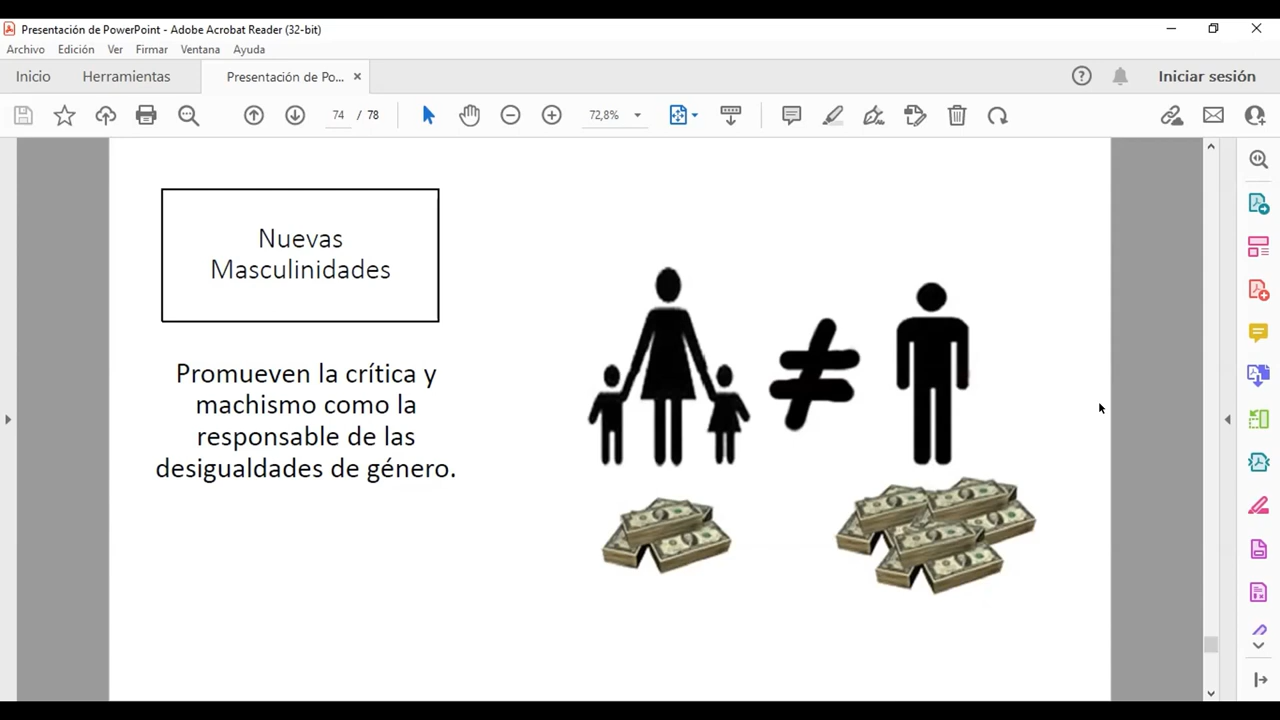 Presentación de PowerPoint - Adobe Acrobat Reader (32-bit)
Archivo Edición Ver Firmar Ventana Ayuda
Inicio Herramientas Presentación de Po... Iniciar sesión
74 / 78 72,8%
Nuevas
Masculinidades
Promueven la crítica y
machismo como la
responsable de las
desigualdades de género.